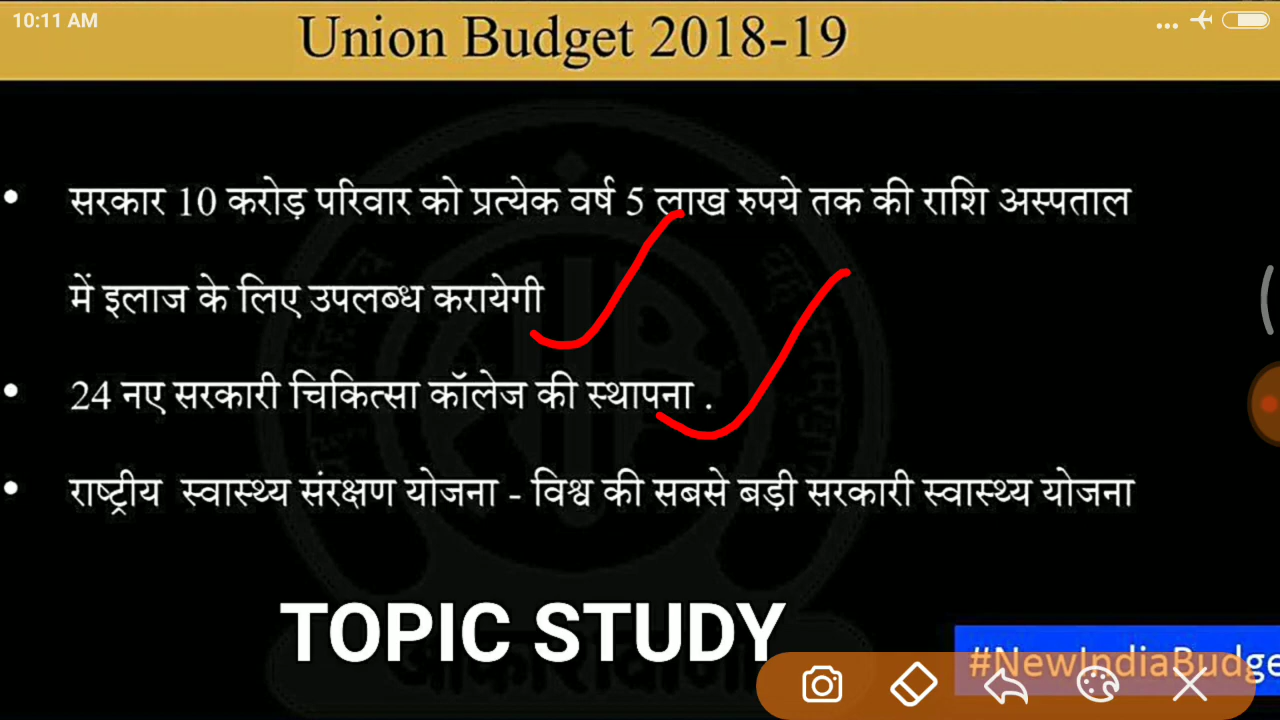 10:11 AM
Union Budget 2018-19
• सरकार 10 करोड़ परिवार को प्रत्येक वर्ष 5 लाख रुपये तक की राशि अस्पताल
में इलाज के लिए उपलब्ध करायेगी
• 24 नए सरकारी चिकित्सा कॉलेज की स्थापना .
• राष्ट्रीय स्वास्थ्य संरक्षण योजना - विश्व की सबसे बड़ी सरकारी स्वास्थ्य योजना
TOPIC STUDY
#NewIndiaBudge